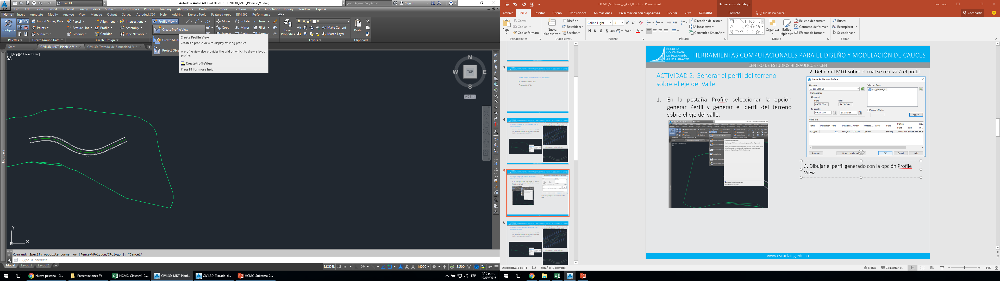 Autodesk AutoCAD Civil 3D 2016 CIVIL3D_MDT_Planicie_V1.dwg
Civil 3D
Type a keyword or phrase
Sign In
File Edit View Insert General Survey Points Surfaces Lines/Curves Parcels Grading Alignments Profiles Corridors Sections Pipes Annotation Inquiry Window Express
Home Insert Annotate Modify Analyze View Manage Output Survey Autodesk 360 Help Add-ins Express Tools Featured Apps BIM 360 Performance
Toolspace
Import Survey Data
Points
Surfaces
Parcel
Feature Line
Grading
Alignment
Profile
Corridor
Intersections
Assembly
Pipe Network
Profile View
Create Profile View
Create Multi
Project Obje
Move
Copy
Rotate
Mirror
Trim
Fillet
Layer Properties
0
Make Current
Match Layer
Paste
Palettes
Create Ground Data
Create Design
Layers
Clipboard
Start
CIVIL3D_MDT_Planicie_V1*
CIVIL3D_Trazado_de_Sinuosidad_V1*
Create Profile View
Creates a profile view to display existing profiles
A profile view also provides the grid on which to draw a layout
profile.
CreateProfileView
Press F1 for more help
[−][Top][2D Wireframe]
N
W TOP E
S
WCS
Toolspace
Y
X
Command: Specify opposite corner or [Fence/WPolygon/CPolygon]: *Cancel*
Type a command
Model Layout1 Layout2
MODEL
1:1000
3.500
Nueva pestaña - G...
Presentaciones FV
HCMC_Clases v1_0....
CIVIL3D_MDT_Plani...
CIVIL3D_Trazado_d...
HCMC_Subtema_2...
ESP
4:15 p. m.
19/09/2016
HCMC_Subtema_2_4 v1_0.pptx - PowerPoint
Herramientas de dibujo
Inic. ses.
Archivo Inicio Insertar Diseño Transiciones Animaciones Presentación con diapositivas Revisar Vista ACROBAT Formato
¿Qué desea hacer?
Compartir
Pegar
Cortar
Copiar
Copiar formato
Nueva diapositiva
Diseño
Restablecer
Sección
Calibri Light
14
N K S abc AV Aa A
Dirección del texto
Alinear texto
Convertir a SmartArt
Organizar
Estilos rápidos
Relleno de forma
Contorno de forma
Efectos de forma
Buscar
Reemplazar
Seleccionar
Portapapeles
Diapositivas
Fuente
Párrafo
Dibujo
Editar
3
4
5
6
ESCUELA
COLOMBIANA
DE INGENIERÍA
JULIO GARAVITO
HERRAMIENTAS COMPUTACIONALES PARA EL DISEÑO Y MODELACIÓN DE CAUCES
CENTRO DE ESTUDIOS HIDRÁULICOS - CEH
ACTIVIDAD 2: Generar el perfil del terreno
sobre el eje del Valle.
1. En la pestaña Profile seleccionar la opción
generar Perfil y generar el perfil del terreno
sobre el eje del valle.
2. Definir el MDT sobre el cual se realizará el prefil.
Create Profile from Surface
Alignment:
Eje_valle (2)
Station range
Alignment:
Start: End:
0+000.00m 5+158.54m
To sample:
0+000.00m 5+158.54m
Select surfaces:
MDT_Planicie_V1
Sample offsets:
Add>>
Profile list:
Name Description Type Data Sou... Offset Update ... Layer Style Station Start End
MDT_Pla... MDT_Pla... 0.000m Dynamic Existing ... 0+000.00m 5+158.54m 64.5
Remove
Draw in profile vie
OK
Cancel
Help
3. Dibujar el perfil generado con la opción Profile
View.
www.escuelaing.edu.co
Diapositiva 5 de 11
Español (Colombia)
Notas
Comentarios
114%